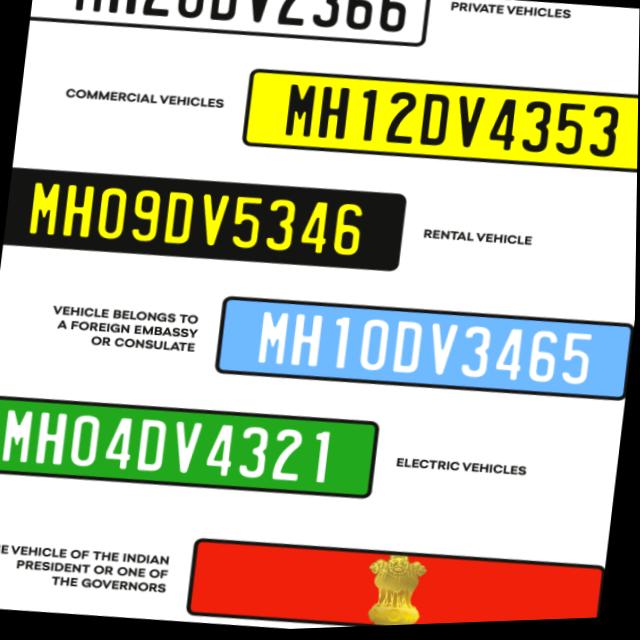 MH20DV2366
PRIVATE VEHICLES
COMMERCIAL VEHICLES
MH12DV4353
MH09DV5346
RENTAL VEHICLE
VEHICLE BELONGS TO
A FOREIGN EMBASSY
OR CONSULATE
MH10DV3465
MH04DV4321
ELECTRIC VEHICLES
VEHICLE OF THE INDIAN
PRESIDENT OR ONE OF
THE GOVERNORS